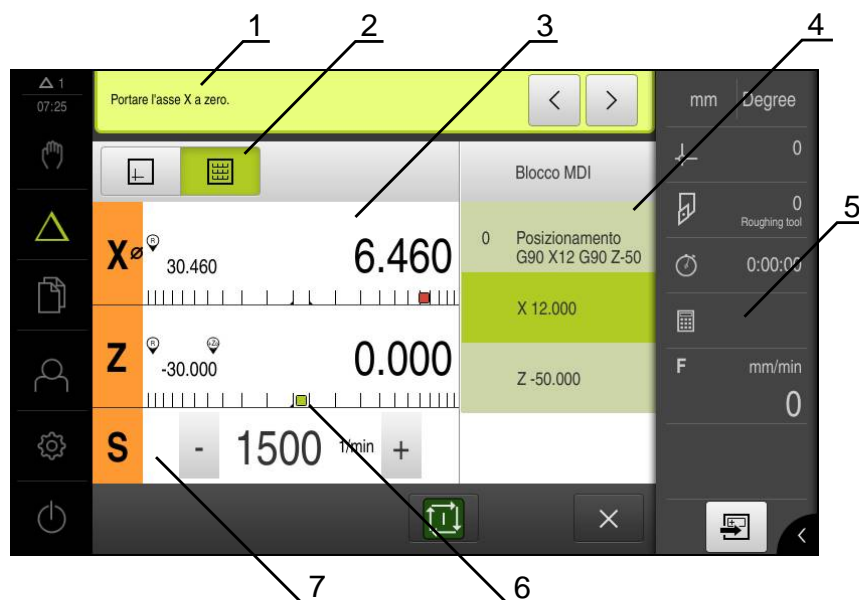 1 2 3 4
1
07:25
Portare l'asse X a zero.
< >
mm Degree
0
Blocco MDI
0
Roughing tool
5
X⌀ R 30.460 6.460
0 Posizionamento
G90 X12 G90 Z-50
0:00:00
X 12.000
Z R +Zo -30.000 0.000
Z -50.000
F mm/min
0
S - 1500 1/min +
7 6